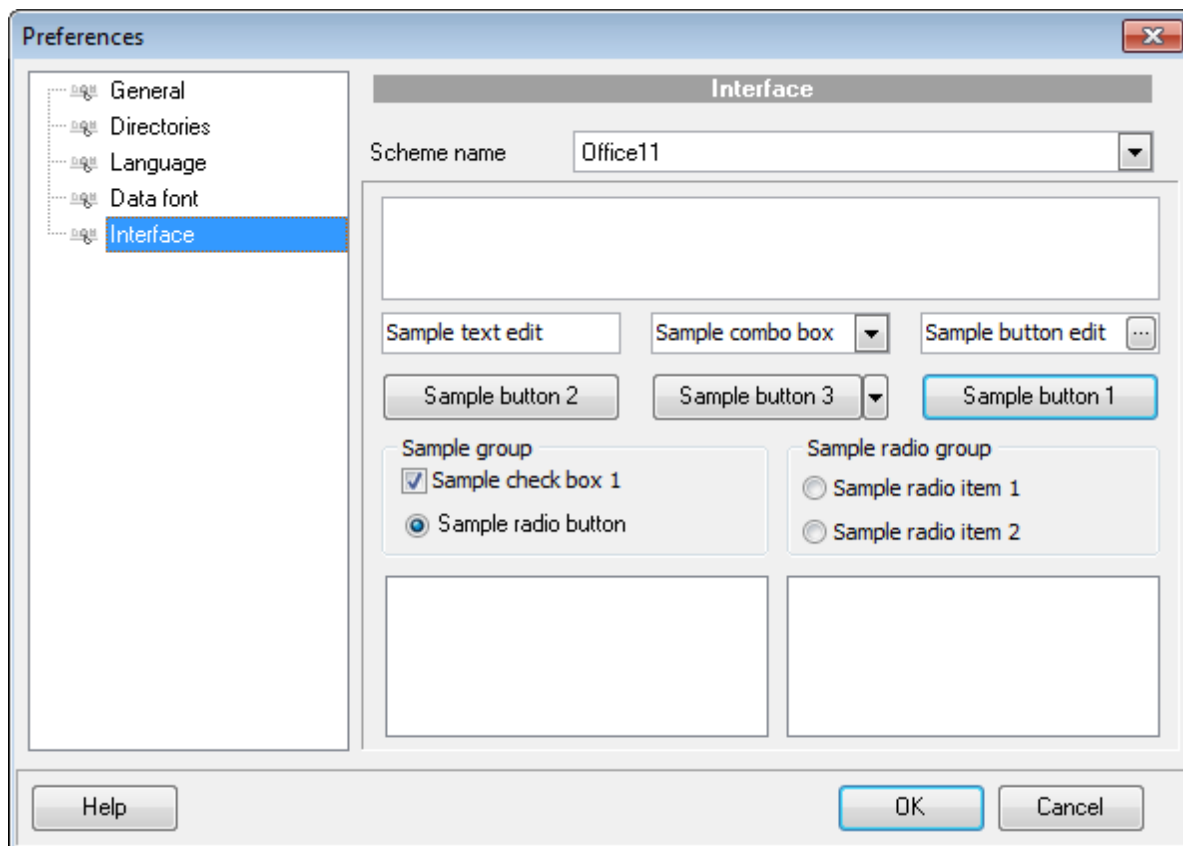 Preferences
General
Directories
Language
Data font
Interface
Interface
Scheme name
Office11
Sample text edit
Sample combo box
Sample button edit
...
Sample button 2
Sample button 3
Sample button 1
Sample group
Sample check box 1
Sample radio button
Sample radio group
Sample radio item 1
Sample radio item 2
Help
OK
Cancel